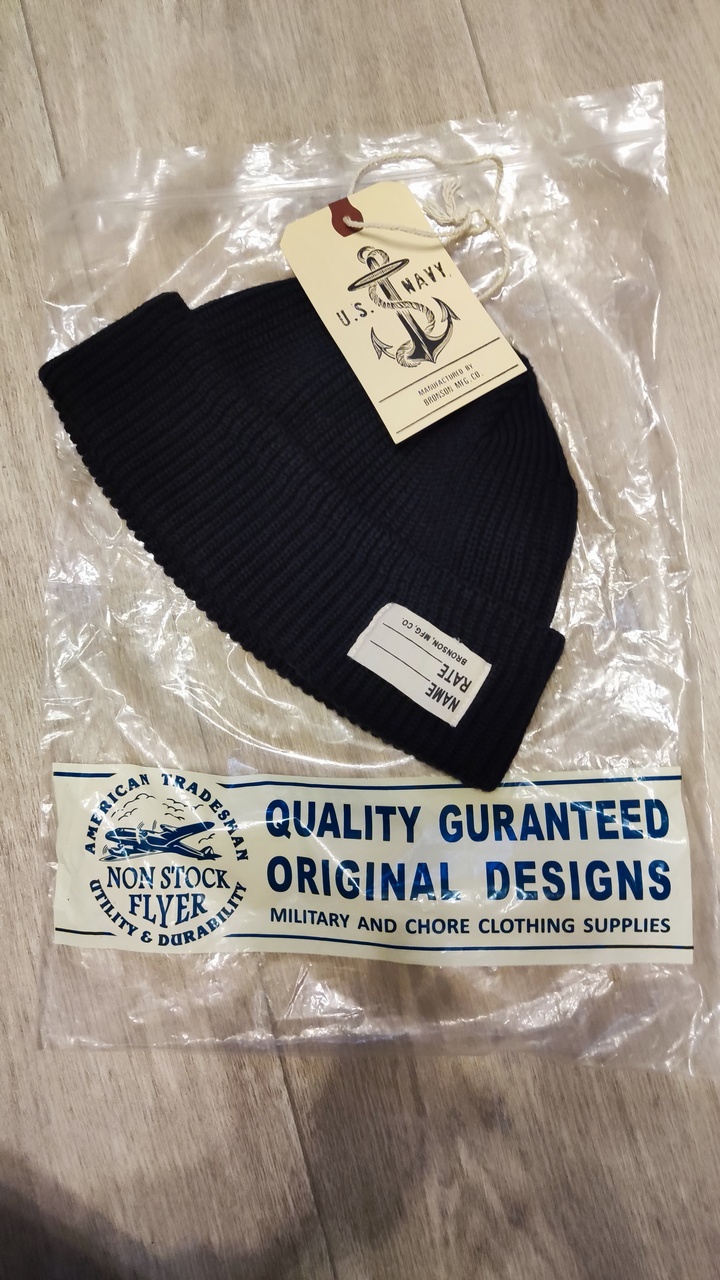 U.S. NAVY.
MANUFACTURED BY
BRONSON MFG. CO.
NAME
RATE
BRONSON, MFG, CO.
AMERICAN TRADESMAN
NON STOCK
FLYER
UTILITY & DURABILITY
QUALITY GURANTEED
ORIGINAL DESIGNS
MILITARY AND CHORE CLOTHING SUPPLIES